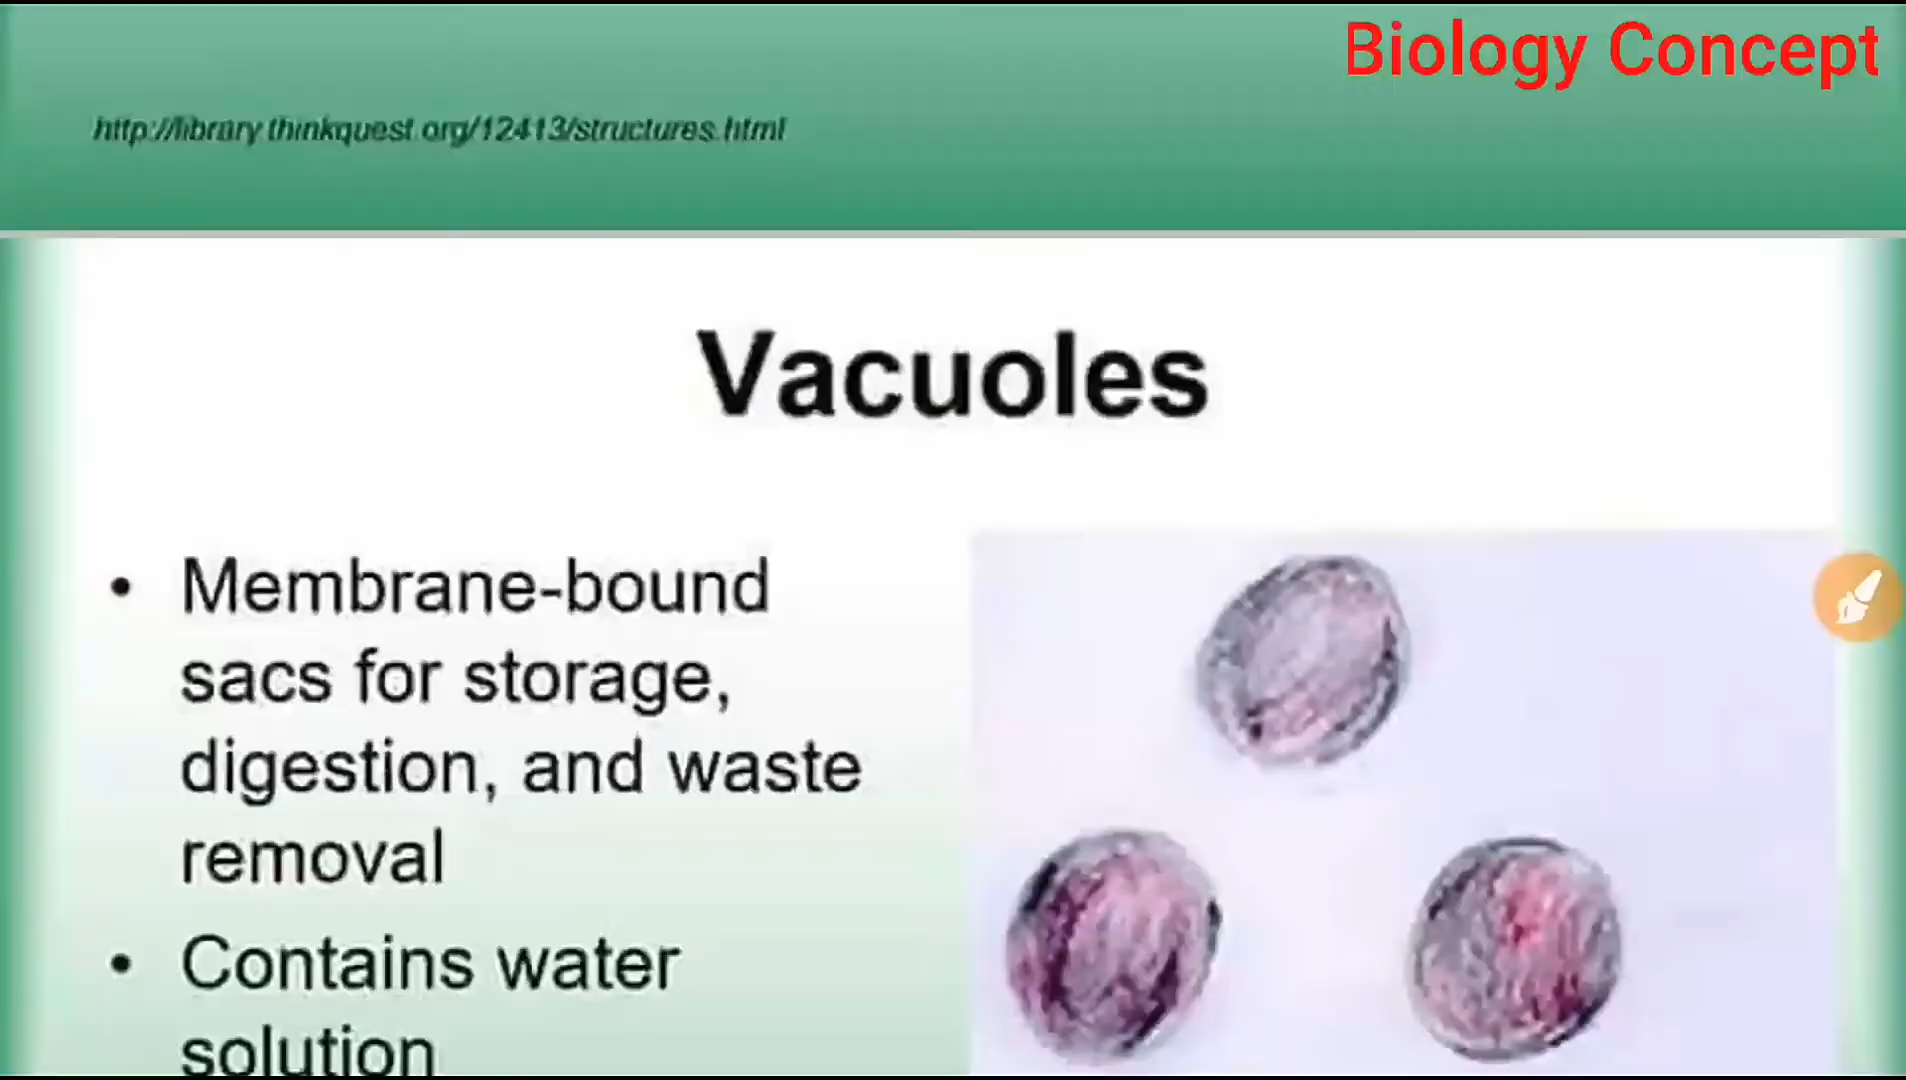 Biology Concept
http://library.thinkquest.org/12413/structures.html
Vacuoles
• Membrane-bound
sacs for storage,
digestion, and waste
removal
• Contains water
solution